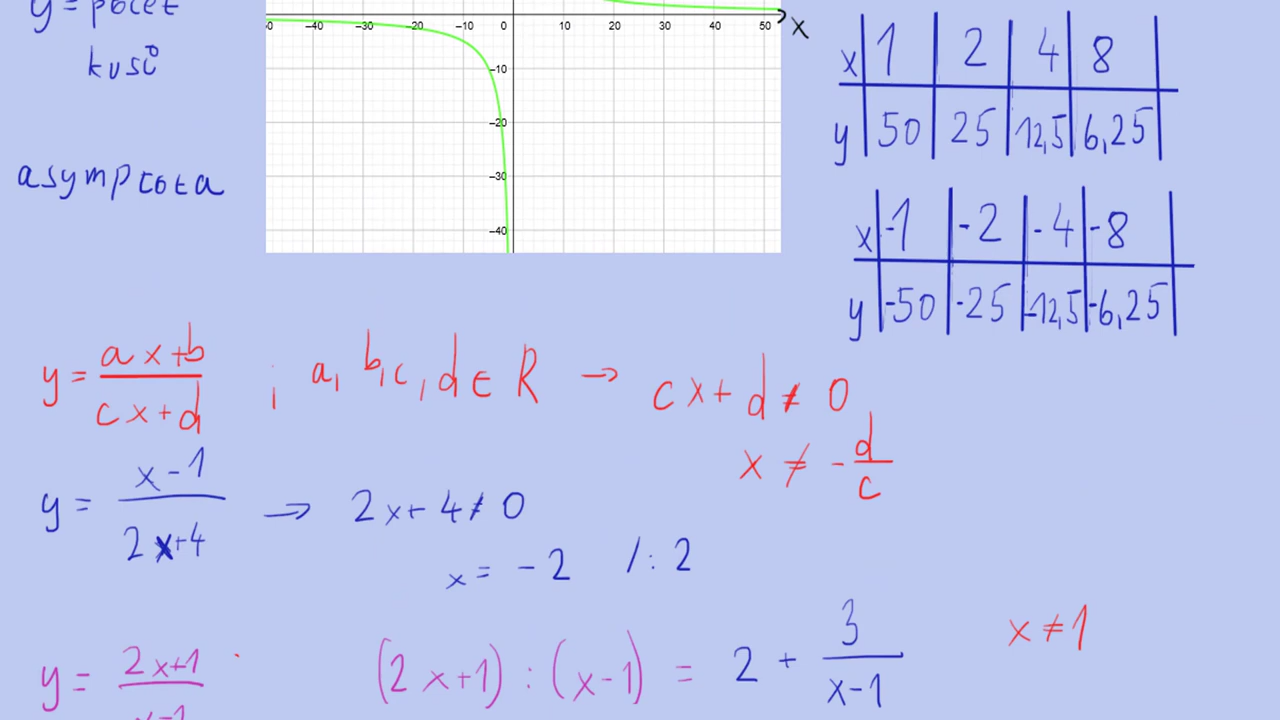 y = počet
kusů
asymptota
-40 -30 -20 -10 0 10 20 30 40 50 x
-10
-20
-30
-40
x 1 2 4 8
y 50 25 12,5 6,25
x -1 -2 -4 -8
y -50 -25 -12,5 -6,25
y = (ax+b)/(cx+d) ; a, b, c, d ∈ R → cx+d ≠ 0
x ≠ -d/c
y = (x-1)/(2x+4) → 2x+4 ≠ 0
x = -2 /: 2
y = (2x+1)/(x-1) (2x+1) : (x-1) = 2 + 3/(x-1) x ≠ 1